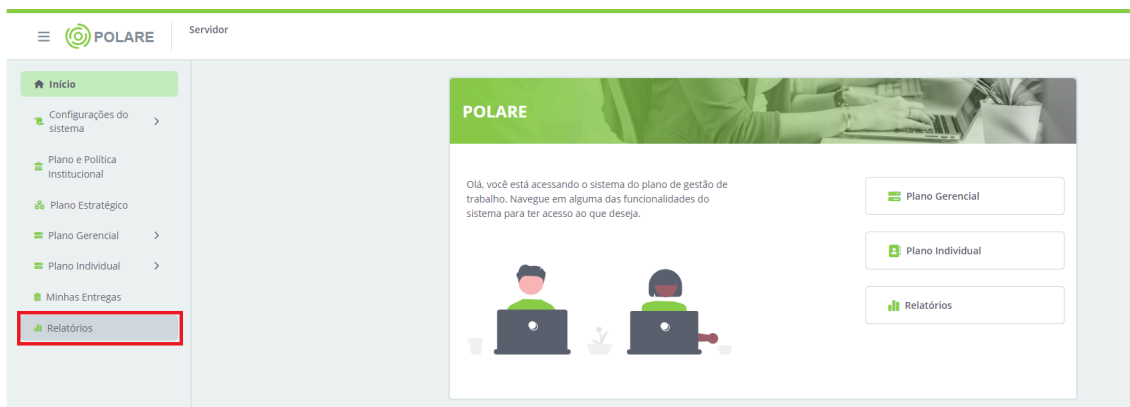 POLARE
Servidor
Início
Configurações do
sistema
Plano e Política
Institucional
Plano Estratégico
Plano Gerencial
Plano Individual
Minhas Entregas
Relatórios
POLARE
Olá, você está acessando o sistema do plano de gestão de
trabalho. Navegue em alguma das funcionalidades do
sistema para ter acesso ao que deseja.
Plano Gerencial
Plano Individual
Relatórios